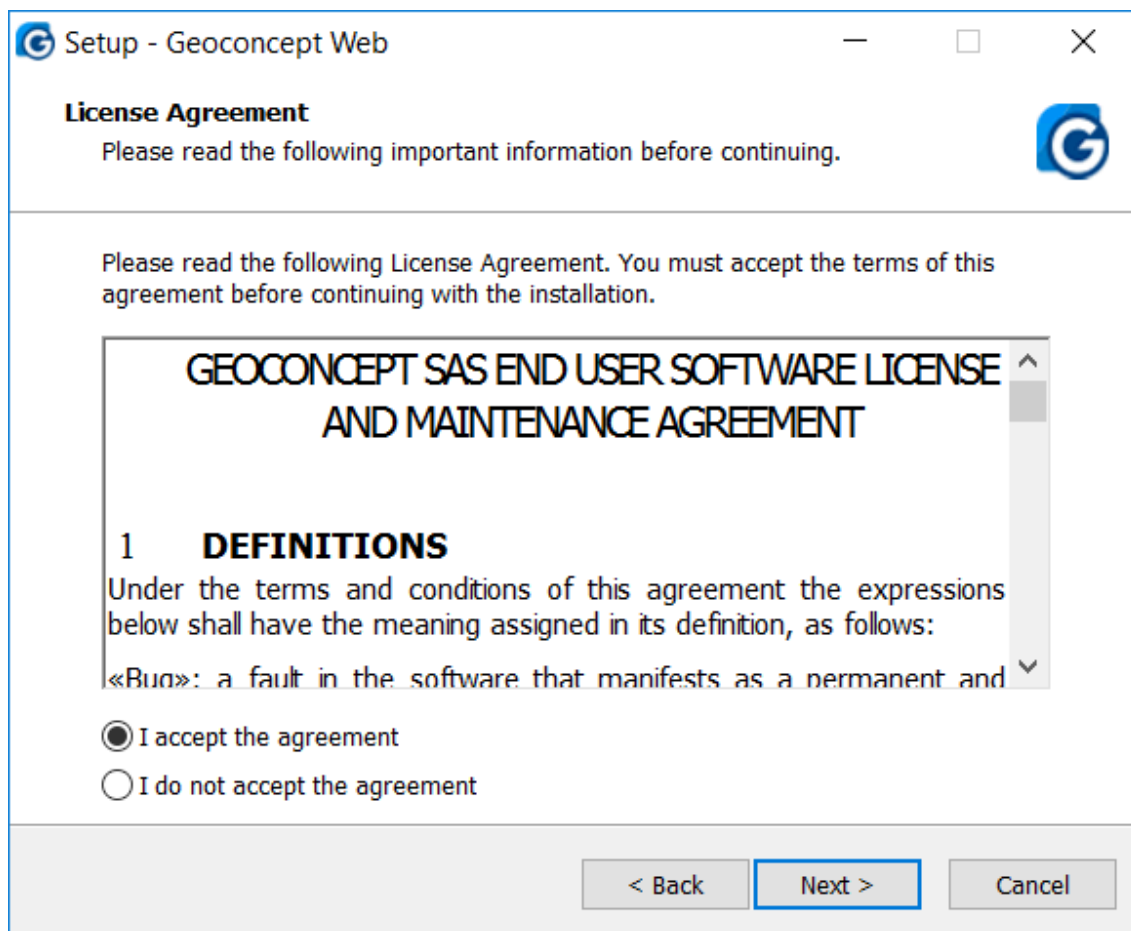 Setup - Geoconcept Web
License Agreement
Please read the following important information before continuing.
Please read the following License Agreement. You must accept the terms of this
agreement before continuing with the installation.
GEOCONCEPT SAS END USER SOFTWARE LICENSE
AND MAINTENANCE AGREEMENT
1 DEFINITIONS
Under the terms and conditions of this agreement the expressions
below shall have the meaning assigned in its definition, as follows:
«Bug»: a fault in the software that manifests as a permanent and
I accept the agreement
I do not accept the agreement
< Back Next > Cancel